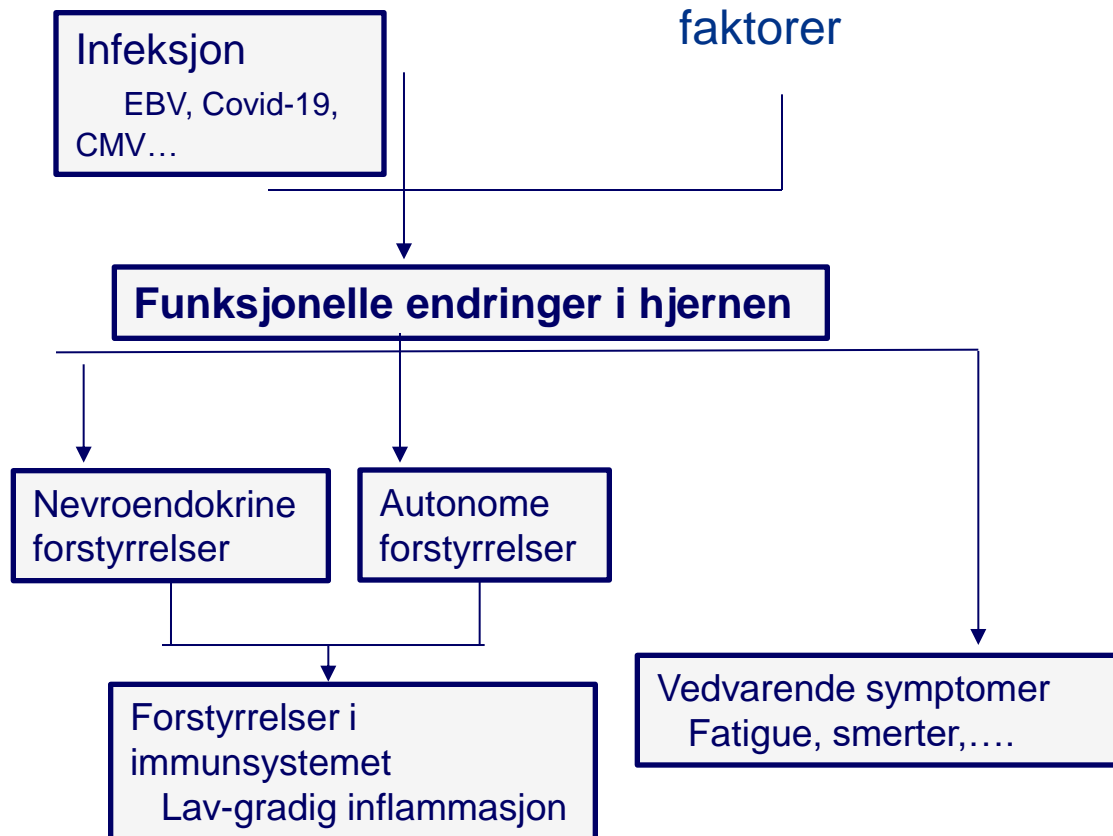 faktorer
Infeksjon
EBV, Covid-19,
CMV…
Funksjonelle endringer i hjernen
Nevroendokrine
forstyrrelser
Autonome
forstyrrelser
Forstyrrelser i
immunsystemet
Lav-gradig inflammasjon
Vedvarende symptomer
Fatigue, smerter,….